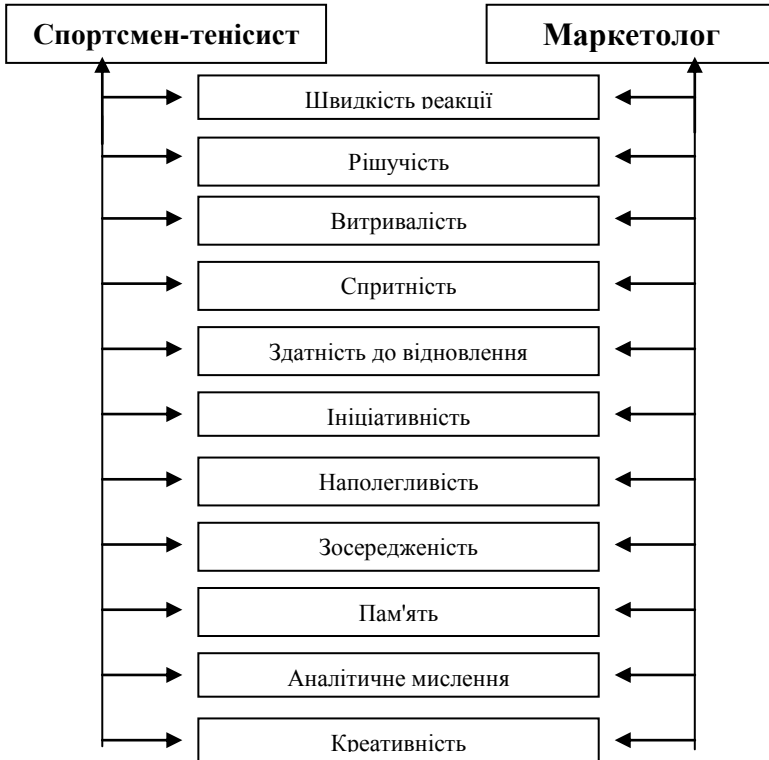 Спортсмен-тенісист
Маркетолог
Швидкість реакції
Рішучість
Витривалість
Спритність
Здатність до відновлення
Ініціативність
Наполегливість
Зосередженість
Пам'ять
Аналітичне мислення
Креативність